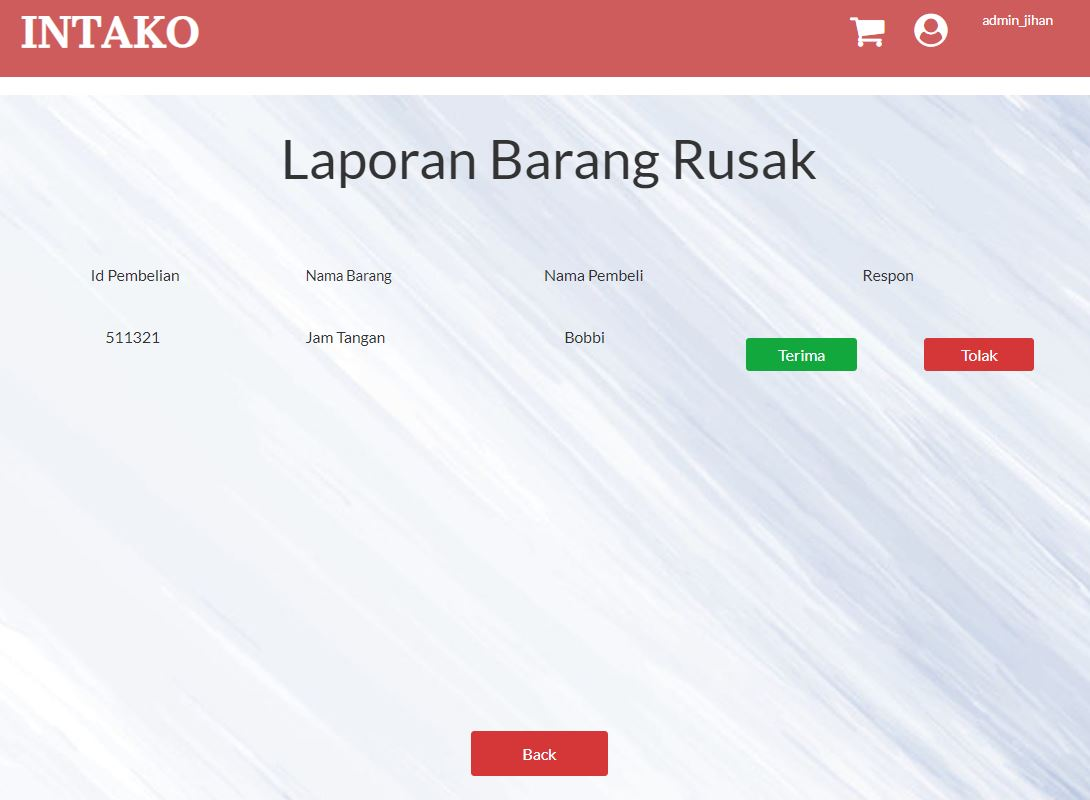 INTAKO
admin_jihan
Laporan Barang Rusak
Id Pembelian Nama Barang Nama Pembeli Respon
511321 Jam Tangan Bobbi Terima Tolak
Back